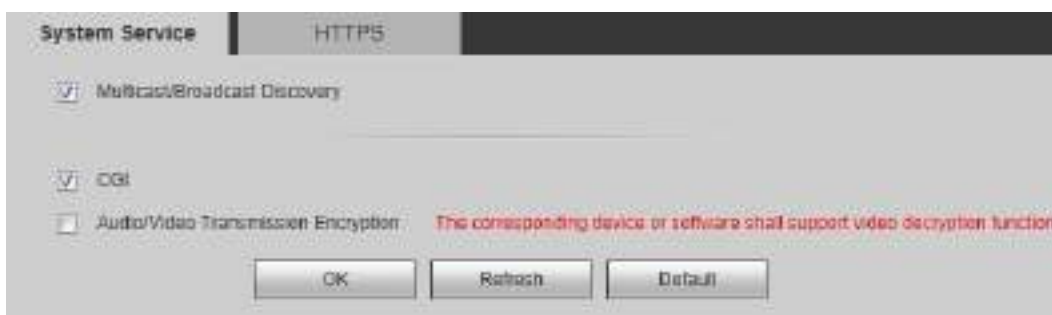 System Service HTTPS
Multicast/Broadcast Discovery
CGI
Audio/Video Transmission Encryption The corresponding device or software shall support video decryption function
OK Refresh Default